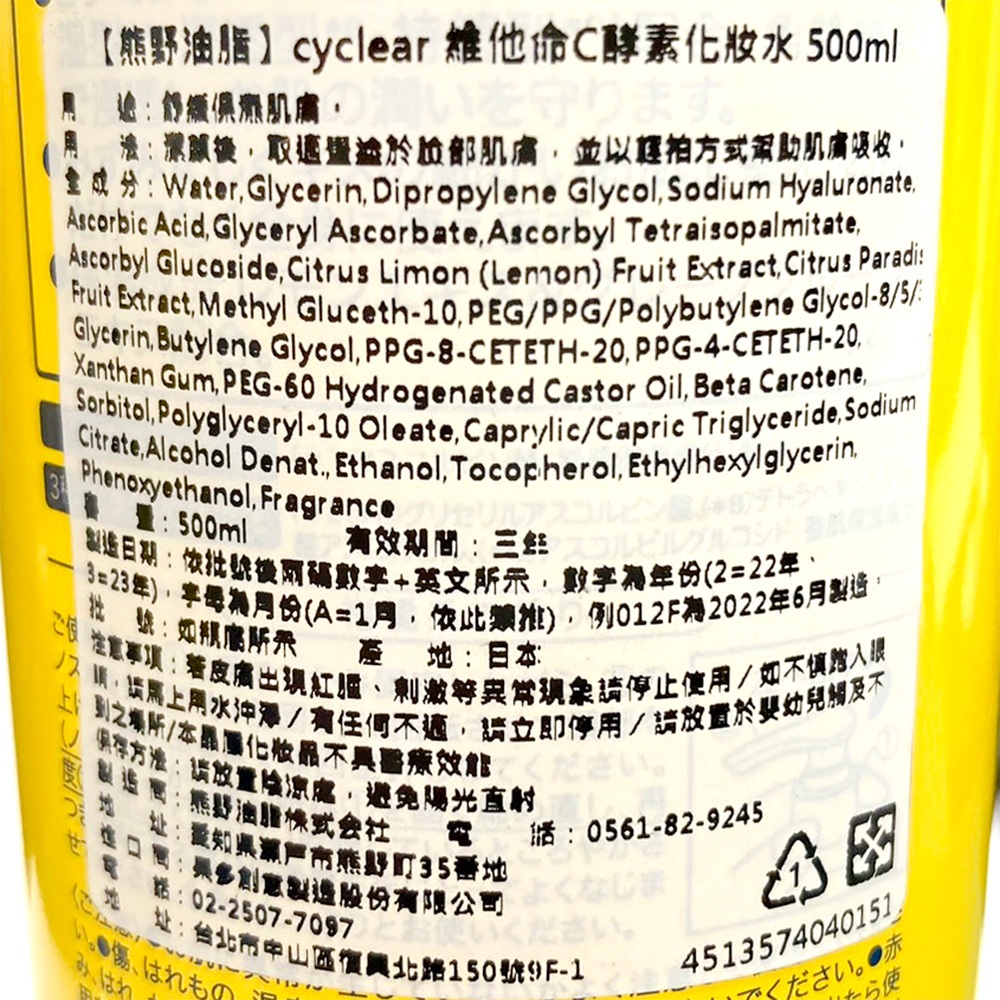 【熊野油脂】cyclear 維他命C酵素化妝水 500ml
用 途：舒緩保濕肌膚。
用 法：潔顏後，取適量塗於臉部肌膚，並以輕拍方式幫助肌膚吸收。
全成分：Water,Glycerin,Dipropylene Glycol,Sodium Hyaluronate,
Ascorbic Acid,Glyceryl Ascorbate,Ascorbyl Tetraisopalmitate,
Ascorbyl Glucoside,Citrus Limon (Lemon) Fruit Extract,Citrus Paradis
Fruit Extract,Methyl Gluceth-10,PEG/PPG/Polybutylene Glycol-8/5/3
Glycerin,Butylene Glycol,PPG-8-CETETH-20,PPG-4-CETETH-20,
Xanthan Gum,PEG-60 Hydrogenated Castor Oil,Beta Carotene,
Sorbitol,Polyglyceryl-10 Oleate,Caprylic/Capric Triglyceride,Sodium
Citrate,Alcohol Denat.,Ethanol,Tocopherol,Ethylhexylglycerin,
Phenoxyethanol,Fragrance
容 量：500ml 有效期間：三年
製造日期：依批號後兩碼數字+英文所示，數字為年份(2=22年、
3=23年)，字母為月份(A=1月，依此類推)，例012F為2022年6月製造。
批 號：如瓶底所示 產 地：日本
注意事項：若皮膚出現紅腫、刺激等異常現象請停止使用/如不慎跑入眼
睛，請馬上用水沖淨/有任何不適，請立即停用/請放置於嬰幼兒觸及不
到之場所/本品屬化妝品不具醫療效能
保存方法：請放置陰涼處，避免陽光直射
製造商：熊野油脂株式会社 電 話：0561-82-9245
地 址：愛知県瀬戸市熊野町35番地
進口商：昊多創意製造股份有限公司
電 話：02-2507-7097
地 址：台北市中山區復興北路150號9F-1
1
4513574040151